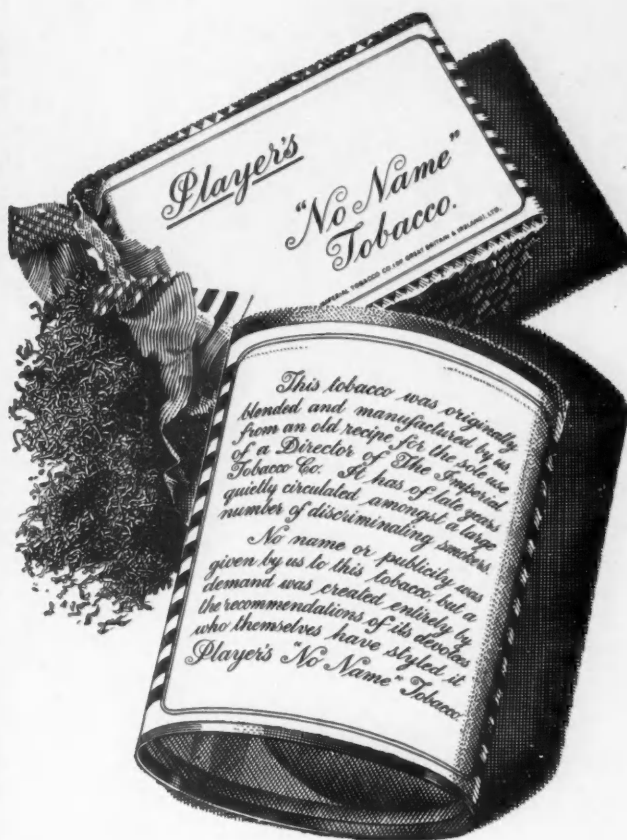 Player's
"No Name"
Tobacco.
IMPERIAL TOBACCO CO (OF GREAT BRITAIN & IRELAND), LTD.
This tobacco was originally
blended and manufactured by us,
from an old recipe for the sole use
of a Director of The Imperial
Tobacco Co. It has of late years
quietly circulated amongst a large
number of discriminating smokers.
No name or publicity was
given by us to this tobacco: but a
demand was created entirely by
the recommendations of its devotees
who themselves have styled it
Player's "No Name" Tobacco.